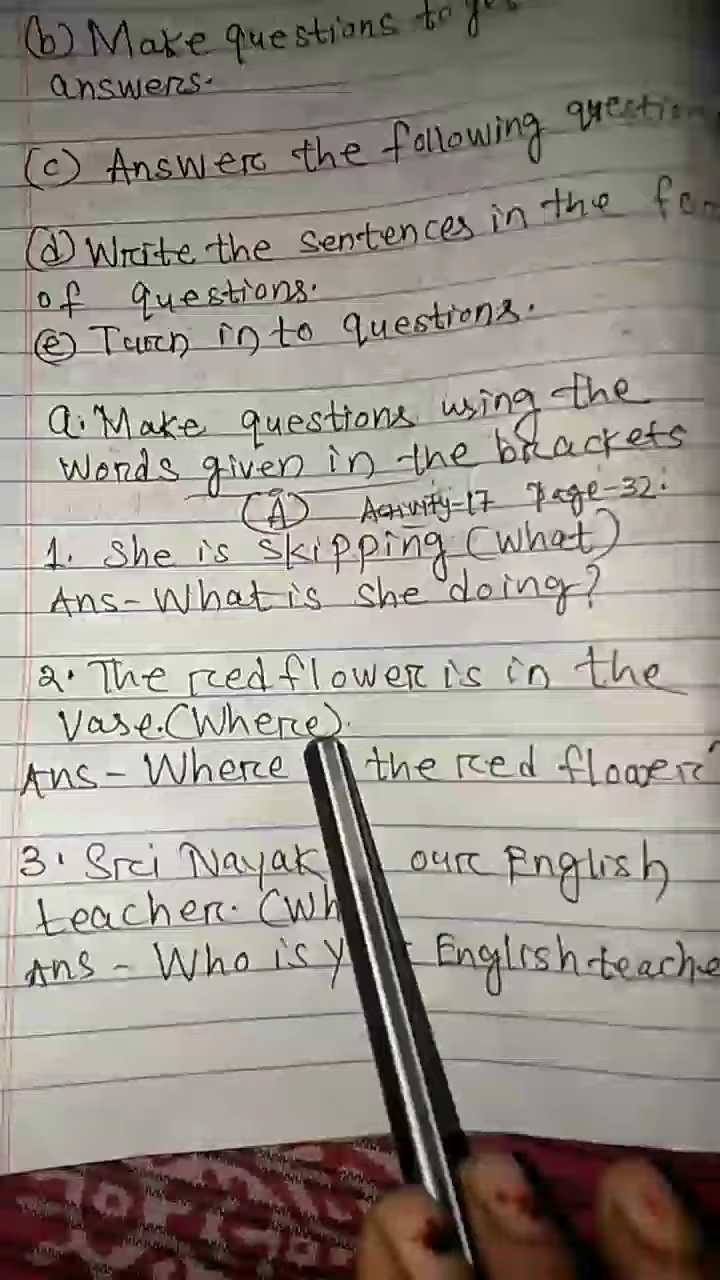 (b) Make questions to
answers.
(c) Answer the following question
(d) Write the sentences in the
of questions.
(e) Turn in to questions.
a. Make questions using the
words given in the brackets
(A) Activity-17 Page-32.
1. She is skipping (what)
Ans- What is she doing?
2. The red flower is in the
Vase. (Where).
Ans - Where the red flower?
3. Sri Nayak our English
teacher. (Wh
Ans - Who is y English teache